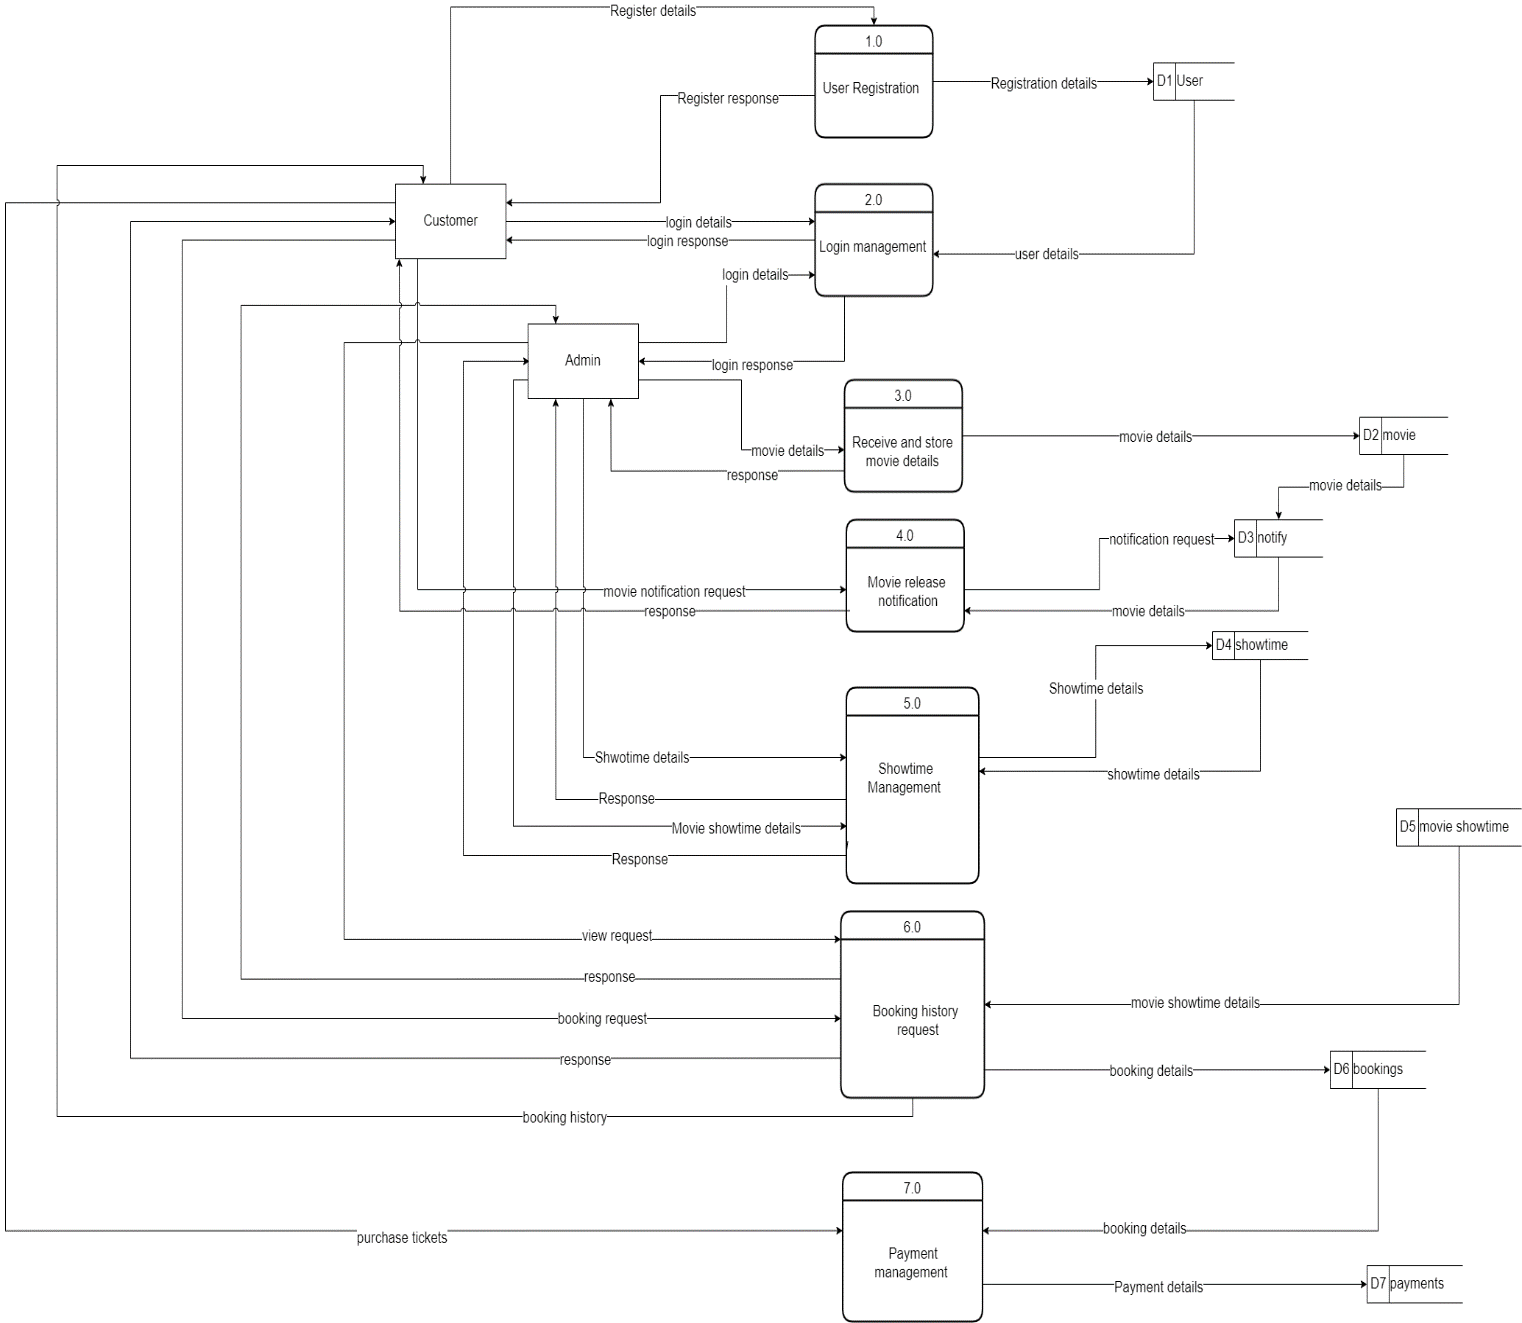 Register details
1.0
User Registration
Registration details
D1 User
Register response
2.0
Customer
login details
login response
Login management
user details
login details
Admin
login response
3.0
Receive and store
movie details
movie details
D2 movie
movie details
response
movie details
4.0
notification request
D3 notify
Movie release
notification
movie notification request
response
movie details
D4 showtime
Showtime details
5.0
Shwotime details
Showtime
Management
showtime details
Response
Movie showtime details
D5 movie showtime
Response
6.0
view request
response
movie showtime details
Booking history
request
booking request
response
booking details
D6 bookings
booking history
7.0
purchase tickets
booking details
Payment
management
Payment details
D7 payments